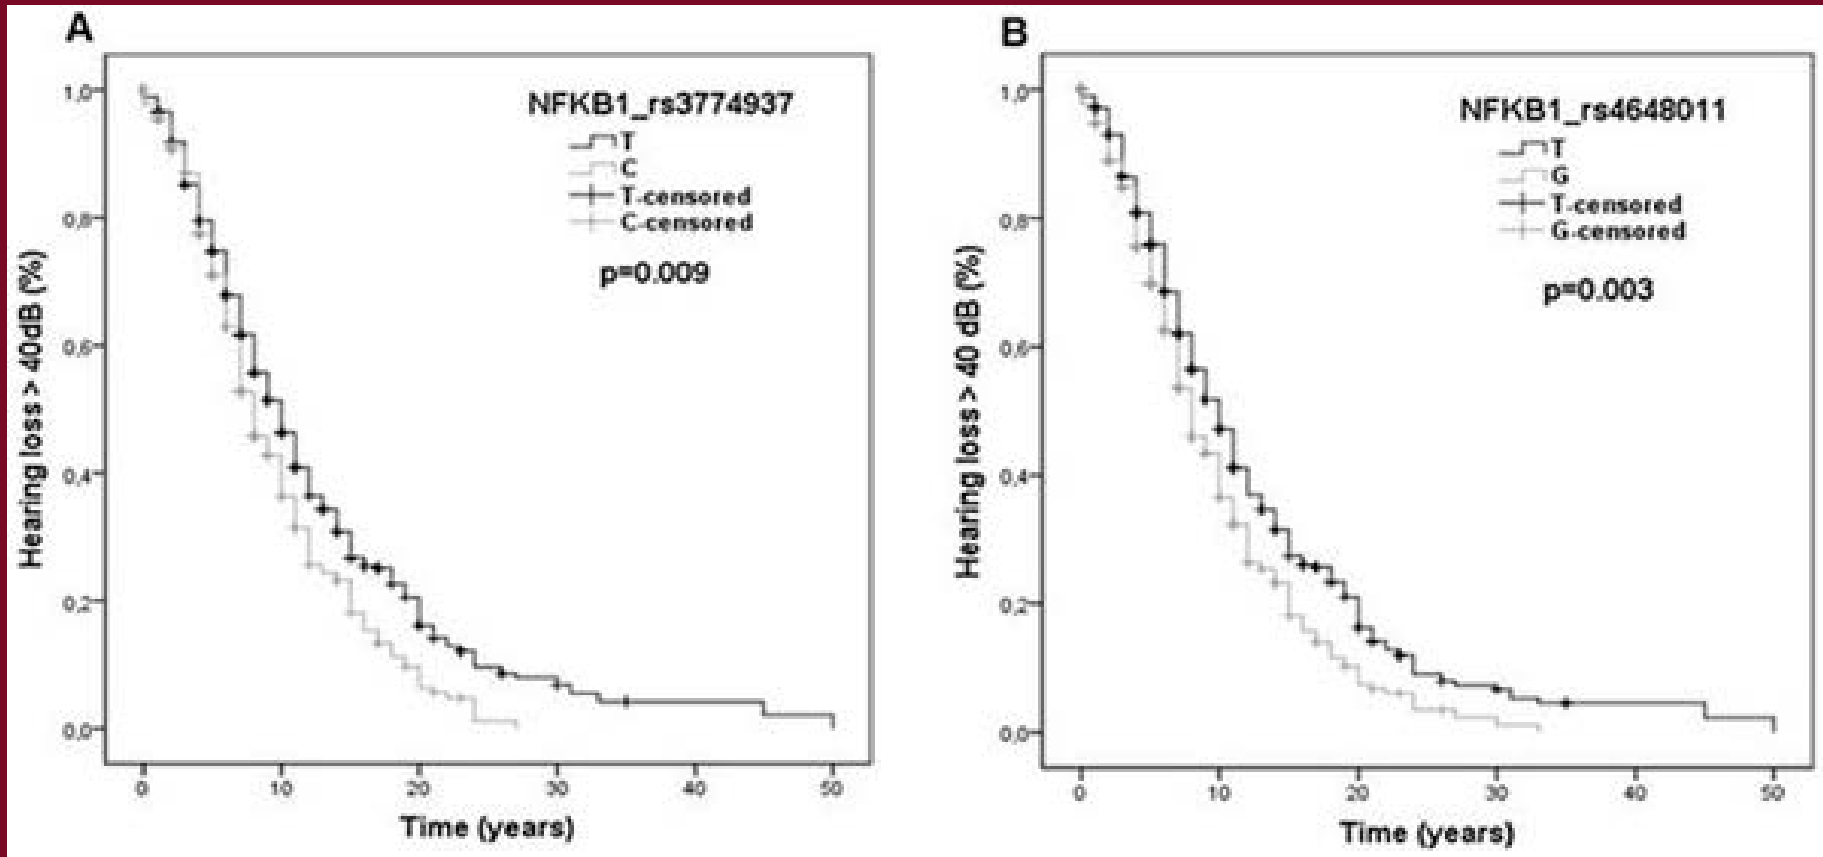 A
NFKB1_rs3774937
T
C
T-censored
C-censored
p=0.009
Hearing loss > 40dB (%)
1,0
0,8
0,6
0,4
0,2
0,0
0 10 20 30 40 50
Time (years)
B
NFKB1_rs4648011
T
G
T-censored
G-censored
p=0.003
Hearing loss > 40 dB (%)
1,0
0,8
0,6
0,4
0,2
0,0
0 10 20 30 40 50
Time (years)